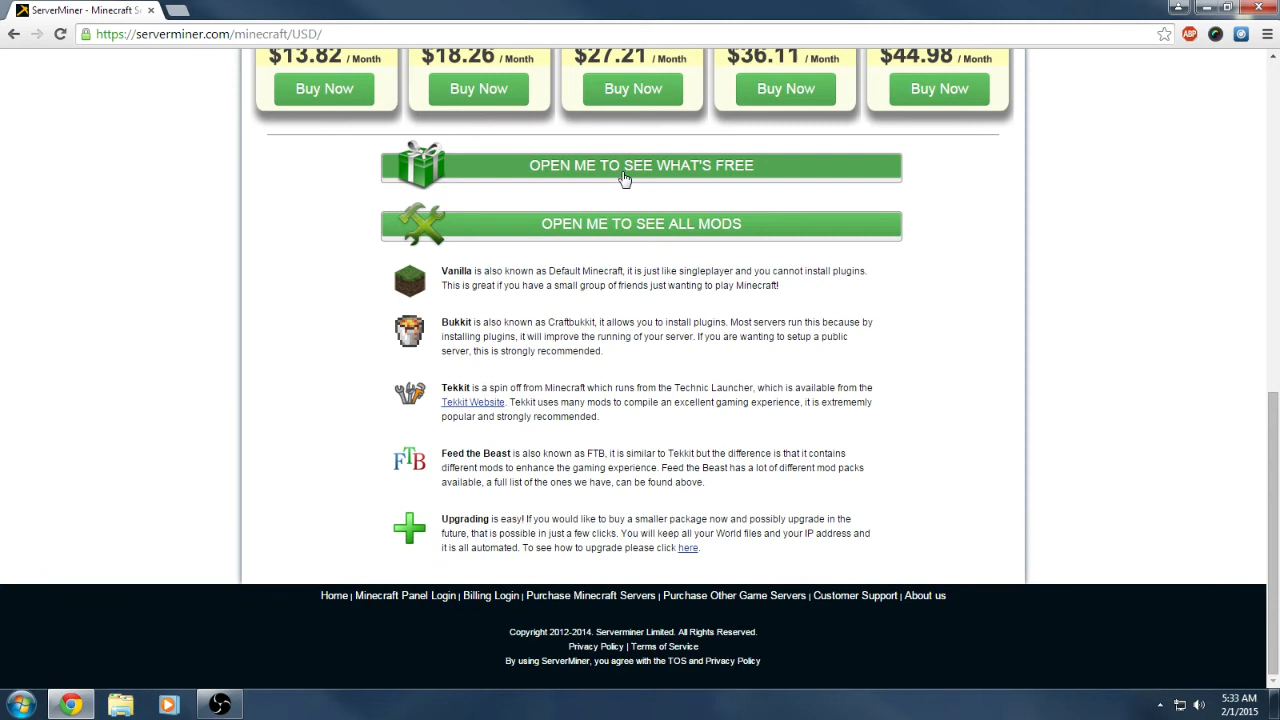 ServerMiner - Minecraft S
https://serverminer.com/minecraft/USD/
ABP
$13.82 / Month
$18.26 / Month
$27.21 / Month
$36.11 / Month
$44.98 / Month
Buy Now
Buy Now
Buy Now
Buy Now
Buy Now
OPEN ME TO SEE WHAT'S FREE
OPEN ME TO SEE ALL MODS
Vanilla is also known as Default Minecraft, it is just like singleplayer and you cannot install plugins.
This is great if you have a small group of friends just wanting to play Minecraft!
Bukkit is also known as Craftbukkit, it allows you to install plugins. Most servers run this because by
installing plugins, it will improve the running of your server. If you are wanting to setup a public
server, this is strongly recommended.
Tekkit is a spin off from Minecraft which runs from the Technic Launcher, which is available from the
Tekkit Website. Tekkit uses many mods to compile an excellent gaming experience, it is extrememly
popular and strongly recommended.
FTB
Feed the Beast is also known as FTB, it is similar to Tekkit but the difference is that it contains
different mods to enhance the gaming experience. Feed the Beast has a lot of different mod packs
available, a full list of the ones we have, can be found above.
Upgrading is easy! If you would like to buy a smaller package now and possibly upgrade in the
future, that is possible in just a few clicks. You will keep all your World files and your IP address and
it is all automated. To see how to upgrade please click here.
Home | Minecraft Panel Login | Billing Login | Purchase Minecraft Servers | Purchase Other Game Servers | Customer Support | About us
Copyright 2012-2014. Serverminer Limited. All Rights Reserved.
Privacy Policy | Terms of Service
By using ServerMiner, you agree with the TOS and Privacy Policy
5:33 AM
2/1/2015